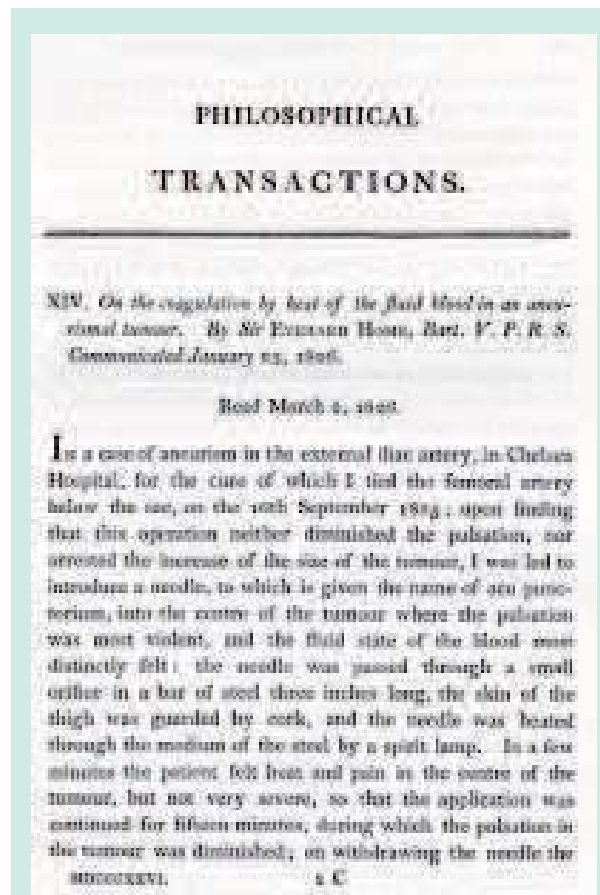 PHILOSOPHICAL
TRANSACTIONS.
XIV. On the coagulation by heat of the fluid blood in an aneu-
rismal tumour. By Sir EVERARD HOME, Bart. V. P. R. S.
Communicated January
Read March
In a case of aneurism in the external iliac artery, in Chelsea
Hospital, for the cure of which I tied the femoral artery
below the sac, on the 10th September upon finding
that this operation neither diminished the pulsation, nor
arrested the increase of the size of the tumour, I was led to
introduce a needle, to which is given the name of acu punc-
torium, into the centre of the tumour where the pulsation
was most violent, and the fluid state of the blood most
distinctly felt: the needle was passed through a small
orifice in a bar of steel three inches long, the skin of the
thigh was guarded by cork, and the needle was heated
through the medium of the steel by a spirit lamp. In a few
minutes the patient felt heat and pain in the centre of the
tumour, but not very severe, so that the application was
continued for fifteen minutes, during which the pulsation in
the tumour was diminished; on withdrawing the needle the
C